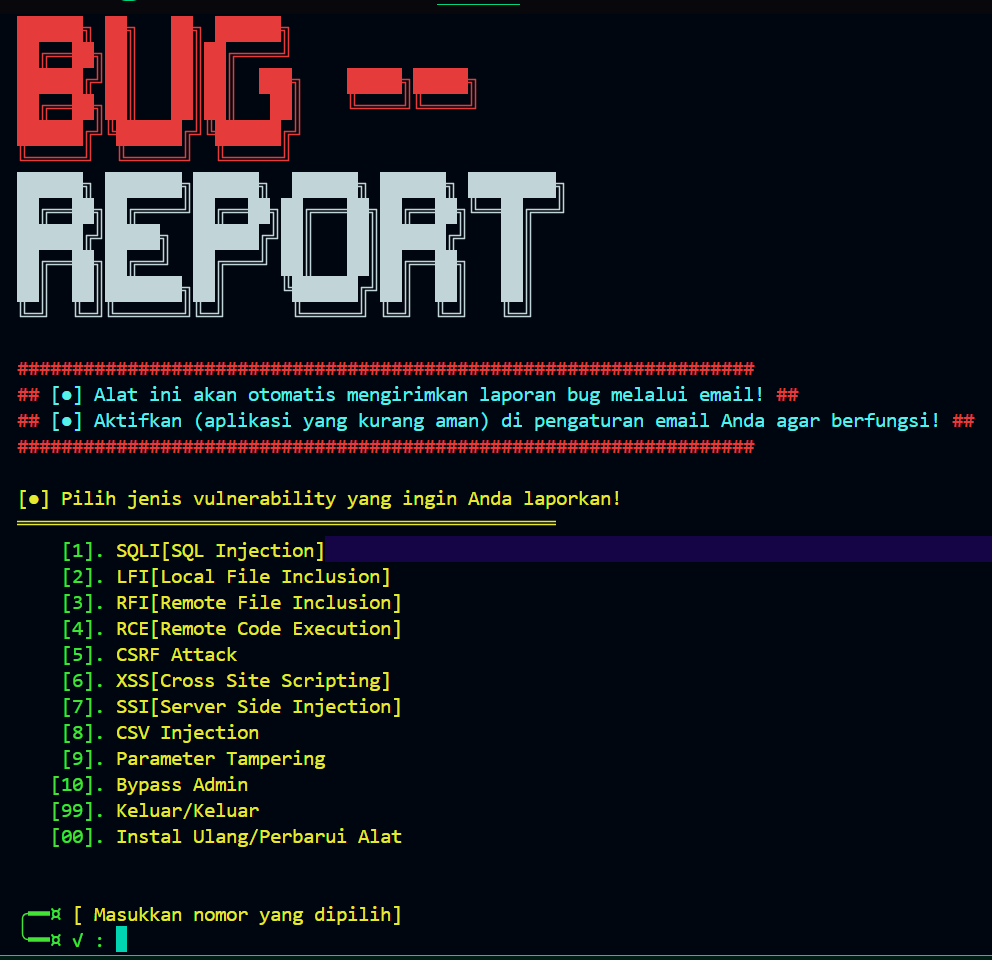 BUG --
REPORT
###################################################################
## [●] Alat ini akan otomatis mengirimkan laporan bug melalui email! ##
## [●] Aktifkan (aplikasi yang kurang aman) di pengaturan email Anda agar berfungsi! ##
###################################################################
[●] Pilih jenis vulnerability yang ingin Anda laporkan!
═════════════════════════════════════════════════
[1]. SQLI[SQL Injection]
[2]. LFI[Local File Inclusion]
[3]. RFI[Remote File Inclusion]
[4]. RCE[Remote Code Execution]
[5]. CSRF Attack
[6]. XSS[Cross Site Scripting]
[7]. SSI[Server Side Injection]
[8]. CSV Injection
[9]. Parameter Tampering
[10]. Bypass Admin
[99]. Keluar/Keluar
[00]. Instal Ulang/Perbarui Alat
╭━━¤ [ Masukkan nomor yang dipilih]
╰━━¤ √ :